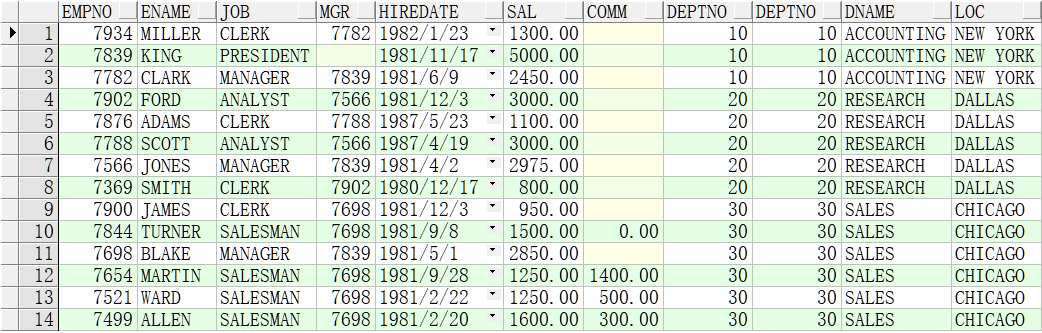 EMPNO ENAME JOB MGR HIREDATE SAL COMM DEPTNO DEPTNO DNAME LOC
1 7934 MILLER CLERK 7782 1982/1/23 1300.00 10 10 ACCOUNTING NEW YORK
2 7839 KING PRESIDENT 1981/11/17 5000.00 10 10 ACCOUNTING NEW YORK
3 7782 CLARK MANAGER 7839 1981/6/9 2450.00 10 10 ACCOUNTING NEW YORK
4 7902 FORD ANALYST 7566 1981/12/3 3000.00 20 20 RESEARCH DALLAS
5 7876 ADAMS CLERK 7788 1987/5/23 1100.00 20 20 RESEARCH DALLAS
6 7788 SCOTT ANALYST 7566 1987/4/19 3000.00 20 20 RESEARCH DALLAS
7 7566 JONES MANAGER 7839 1981/4/2 2975.00 20 20 RESEARCH DALLAS
8 7369 SMITH CLERK 7902 1980/12/17 800.00 20 20 RESEARCH DALLAS
9 7900 JAMES CLERK 7698 1981/12/3 950.00 30 30 SALES CHICAGO
10 7844 TURNER SALESMAN 7698 1981/9/8 1500.00 0.00 30 30 SALES CHICAGO
11 7698 BLAKE MANAGER 7839 1981/5/1 2850.00 30 30 SALES CHICAGO
12 7654 MARTIN SALESMAN 7698 1981/9/28 1250.00 1400.00 30 30 SALES CHICAGO
13 7521 WARD SALESMAN 7698 1981/2/22 1250.00 500.00 30 30 SALES CHICAGO
14 7499 ALLEN SALESMAN 7698 1981/2/20 1600.00 300.00 30 30 SALES CHICAGO